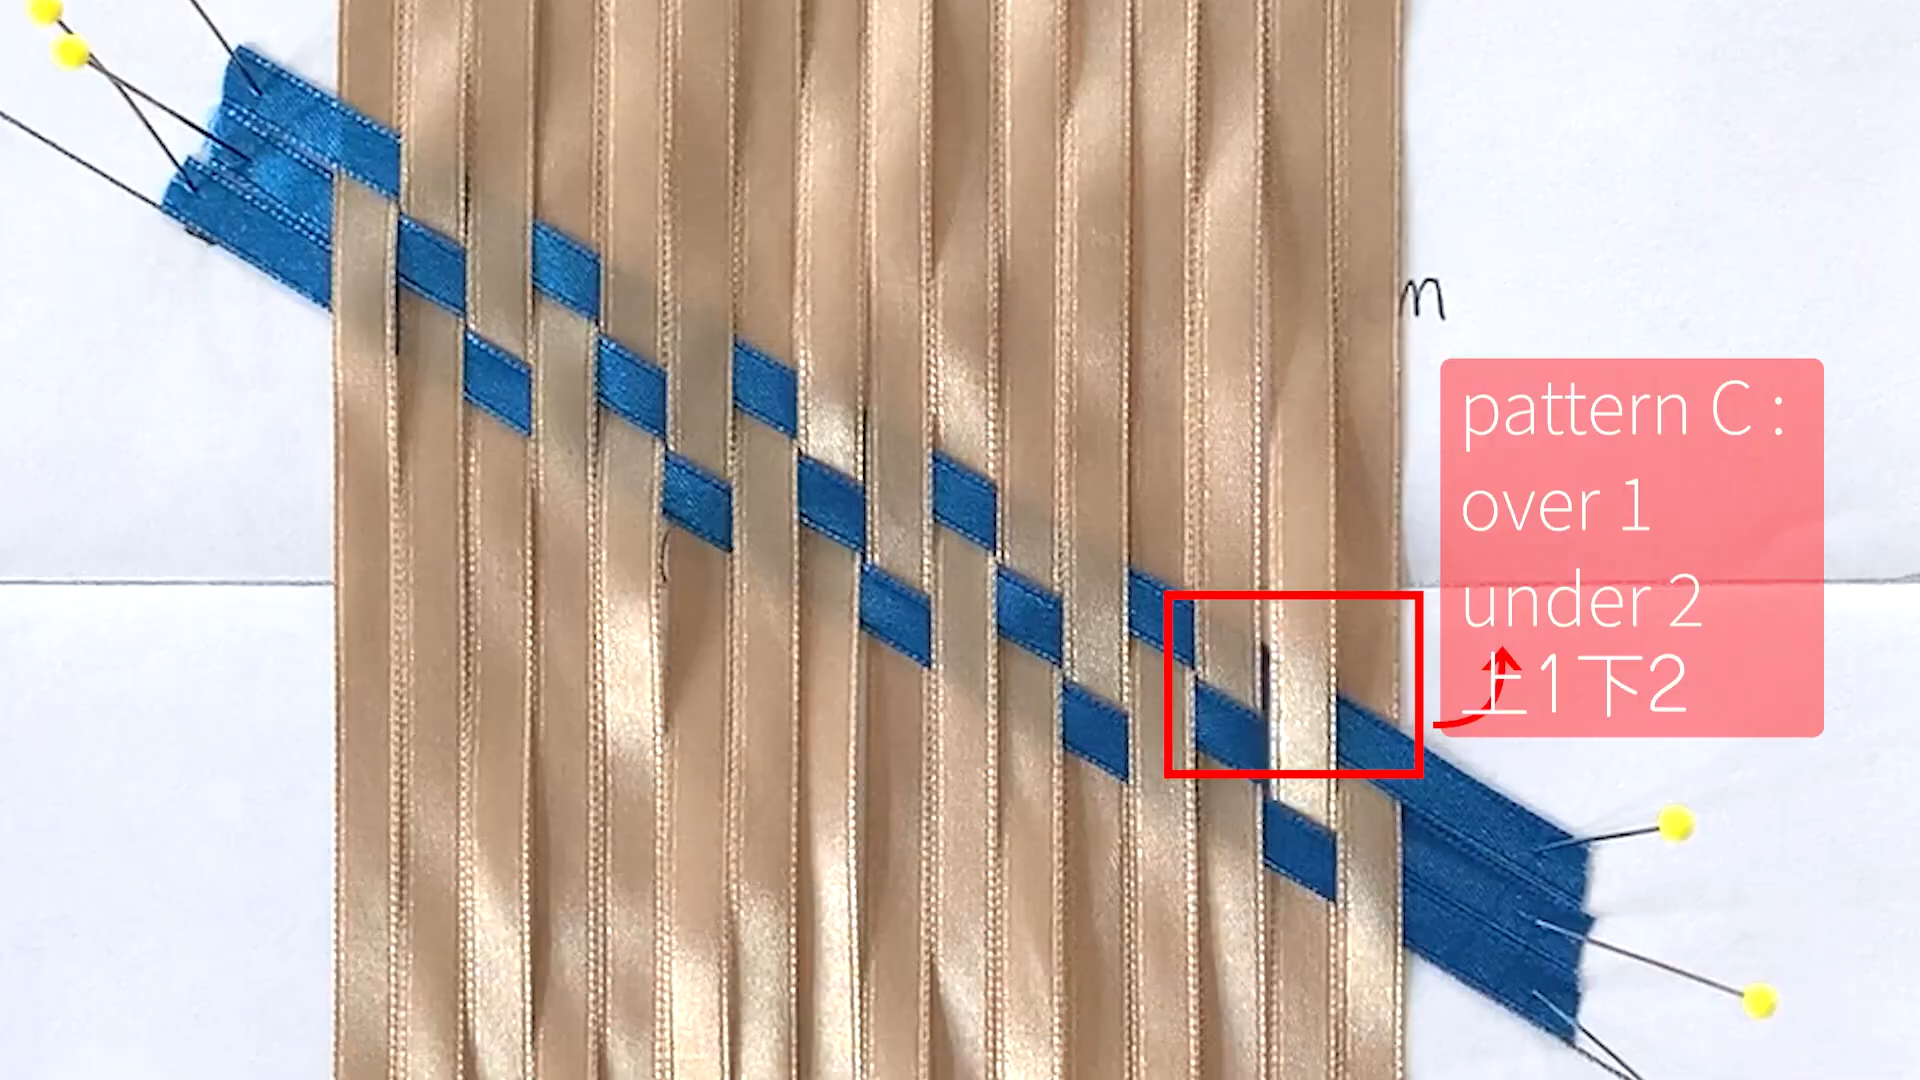 m
pattern C :
over 1
under 2
上1下2